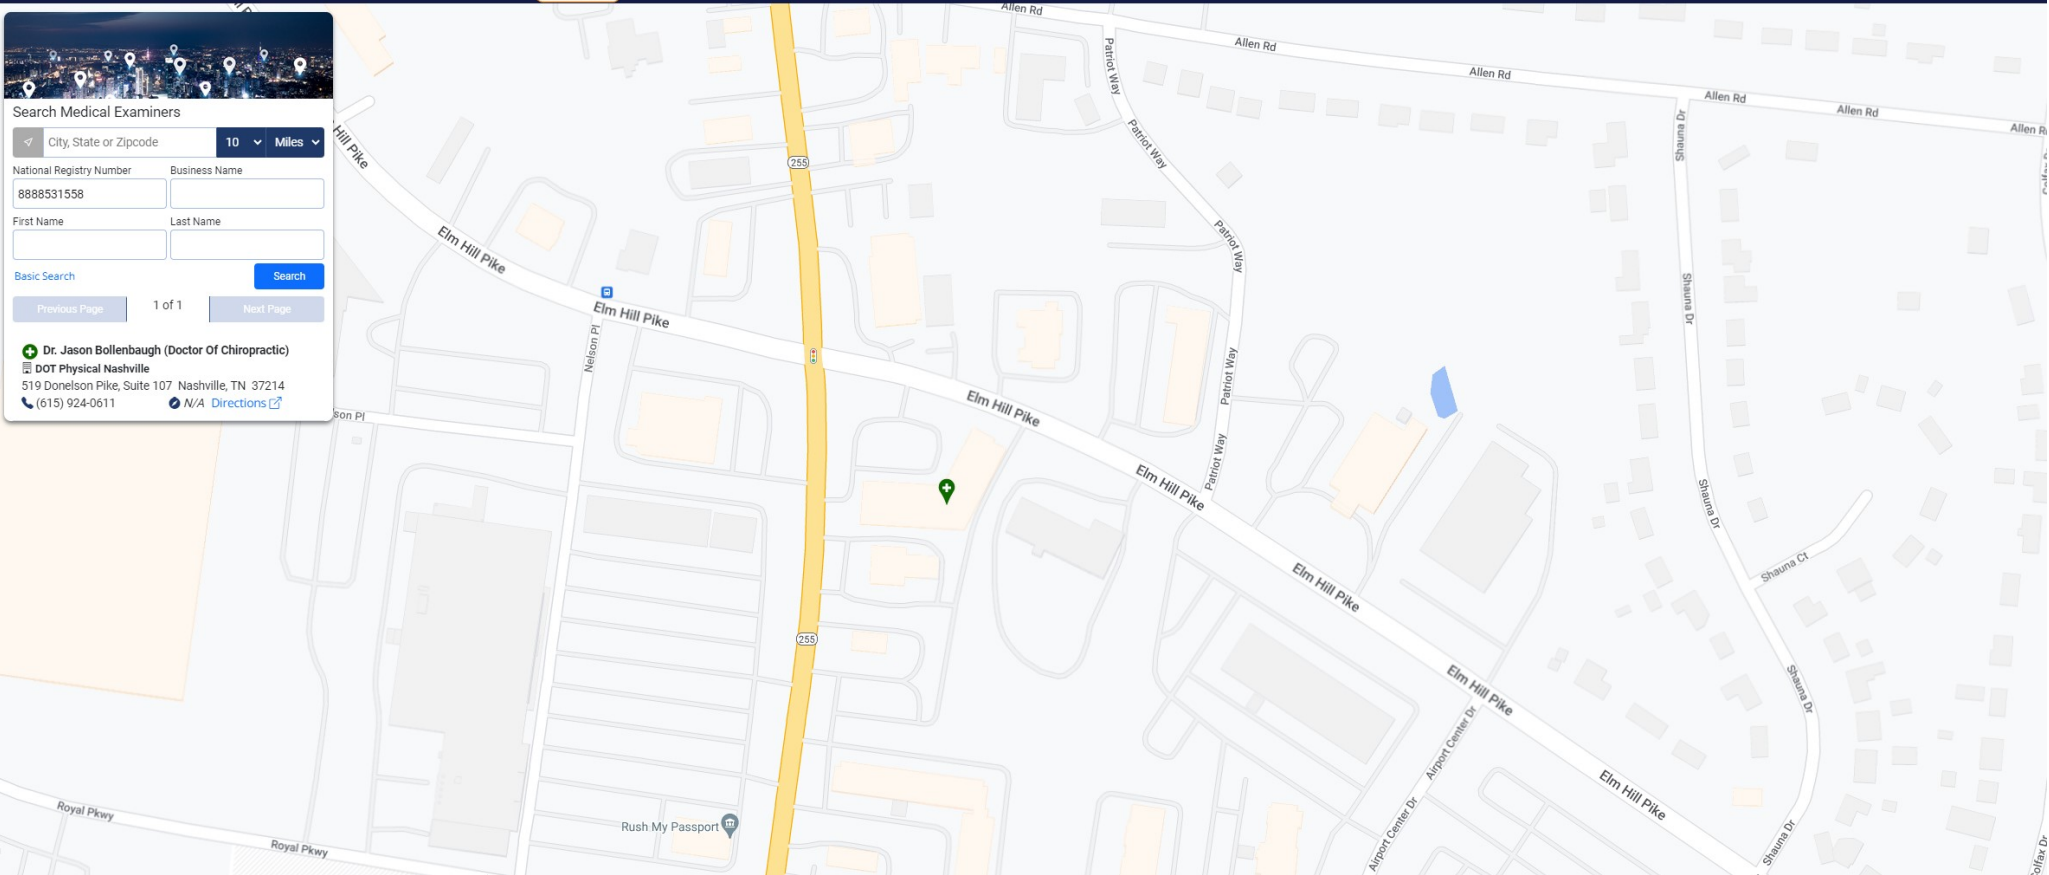 Search Medical Examiners
City, State or Zipcode 10 Miles
National Registry Number Business Name
8888531558
First Name Last Name
Basic Search Search
Previous Page 1 of 1 Next Page
Dr. Jason Bollenbaugh (Doctor Of Chiropractic)
DOT Physical Nashville
519 Donelson Pike, Suite 107 Nashville, TN 37214
(615) 924-0611 N/A Directions
Allen Rd
Allen Rd
Allen Rd
Allen Rd
Allen Rd
Allen R
Patriot Way
Patriot Way
Patriot Way
Patriot Way
Patriot Way
Hill Pike
Elm Hill Pike
Elm Hill Pike
Elm Hill Pike
Elm Hill Pike
Elm Hill Pike
Elm Hill Pike
Elm Hill Pike
255
255
Nelson Pl
son Pl
Shauna Dr
Shauna Dr
Shauna Dr
Shauna Dr
Shauna Dr
Shauna Ct
Airport Center Dr
Airport Center Dr
Rush My Passport
Royal Pkwy
Royal Pkwy
olfax Dr